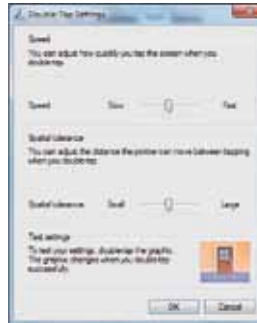 Double-Tap Settings
Speed
You can adjust how quickly you tap the screen when you
double-tap.
Speed Slow Fast
Spatial tolerance
You can adjust the distance the pointer can move between tapping
when you double-tap.
Spatial tolerance Small Large
Test settings
To test your settings, double-tap the graphic.
The graphic changes when you double-tap
successfully.
OK Cancel